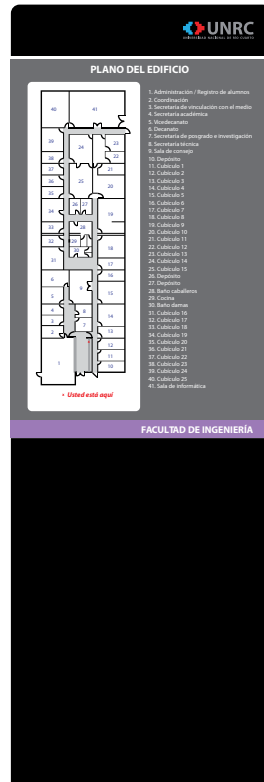 UNRC
UNIVERSIDAD NACIONAL DE RÍO CUARTO
PLANO DEL EDIFICIO
40
41
39
38
37
36
35
34
33
32
31
24
23
22
21
25
20
26
27
19
28
29
30
18
17
16
15
14
13
12
11
10
6
5
4
3
2
1
9
8
7
• Usted está aquí
1. Administración / Registro de alumnos
2. Coordinación
3. Secretaría de vinculación con el medio
4. Secretaría académica
5. Vicedecanato
6. Decanato
7. Secretaría de posgrado e investigación
8. Secretaría técnica
9. Sala de consejo
10. Depósito
11. Cubículo 1
12. Cubículo 2
13. Cubículo 3
14. Cubículo 4
15. Cubículo 5
16. Cubículo 6
17. Cubículo 7
18. Cubículo 8
19. Cubículo 9
20. Cubículo 10
21. Cubículo 11
22. Cubículo 12
23. Cubículo 13
24. Cubículo 14
25. Cubículo 15
26. Depósito
27. Depósito
28. Baño caballeros
29. Cocina
30. Baño damas
31. Cubículo 16
32. Cubículo 17
33. Cubículo 18
34. Cubículo 19
35. Cubículo 20
36. Cubículo 21
37. Cubículo 22
38. Cubículo 23
39. Cubículo 24
40. Cubículo 25
41. Sala de informática
FACULTAD DE INGENIERÍA